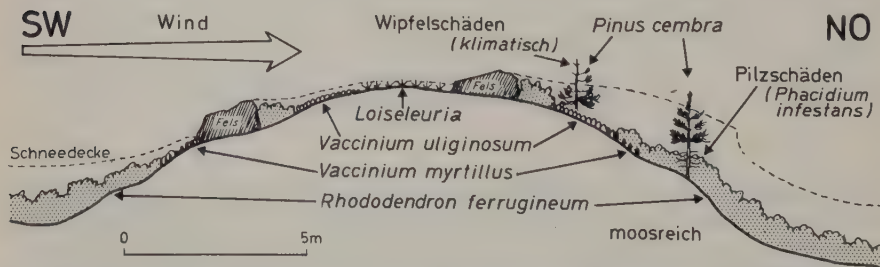 SW
Wind
Wipfelschäden
(klimatisch)
Pinus cembra
NO
Pilzschäden
(Phacidium
infestans)
Fels
Fels
Loiseleuria
Vaccinium uliginosum
Schneedecke
Vaccinium myrtillus
Rhododendron ferrugineum
moosreich
0
5m